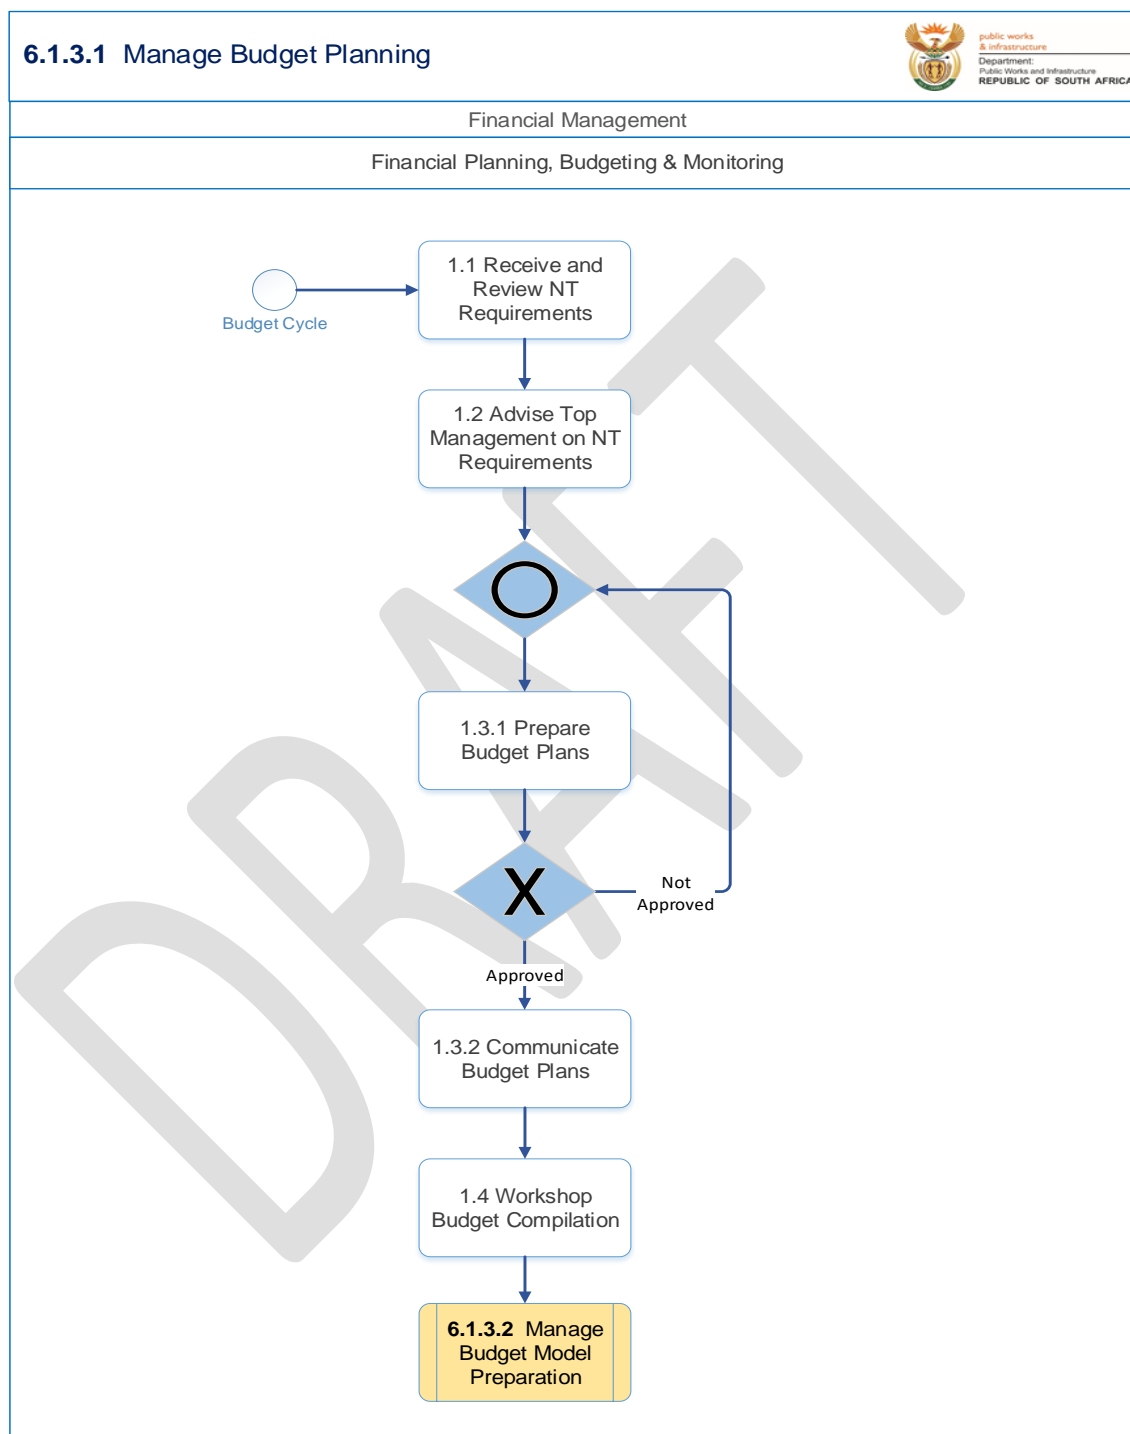 6.1.3.1 Manage Budget Planning
public works
& infrastructure
Department:
Public Works and Infrastructure
REPUBLIC OF SOUTH AFRICA
Financial Management
Financial Planning, Budgeting & Monitoring
Budget Cycle
1.1 Receive and
Review NT
Requirements
1.2 Advise Top
Management on NT
Requirements
1.3.1 Prepare
Budget Plans
X
Not
Approved
Approved
1.3.2 Communicate
Budget Plans
1.4 Workshop
Budget Compilation
6.1.3.2 Manage
Budget Model
Preparation
DRAFT